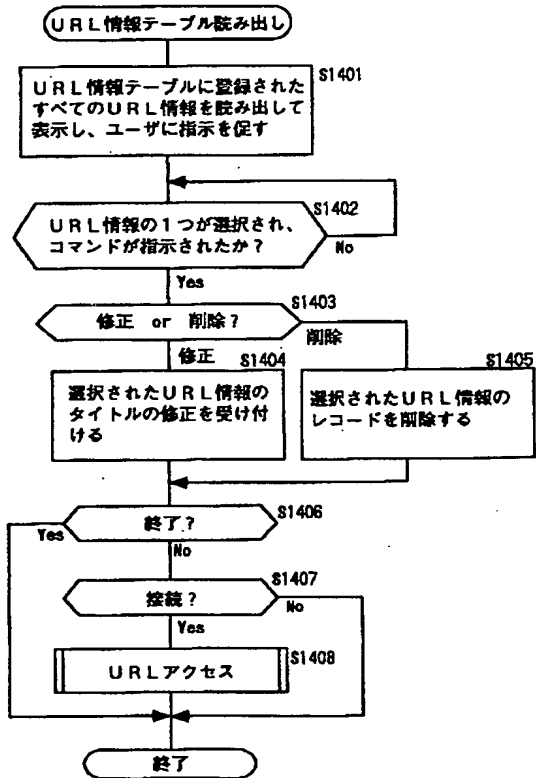 URL情報テーブル読み出し
S1401
URL情報テーブルに登録された
すべてのURL情報を読み出して
表示し、ユーザに指示を促す
S1402
URL情報の1つが選択され、
コマンドが指示されたか?
No
Yes
S1403
修正 or 削除?
削除
修正
S1404
S1405
選択されたURL情報の
タイトルの修正を受け付
ける
選択されたURL情報の
レコードを削除する
S1406
終了?
Yes
No
S1407
接続?
No
Yes
S1408
URLアクセス
終了